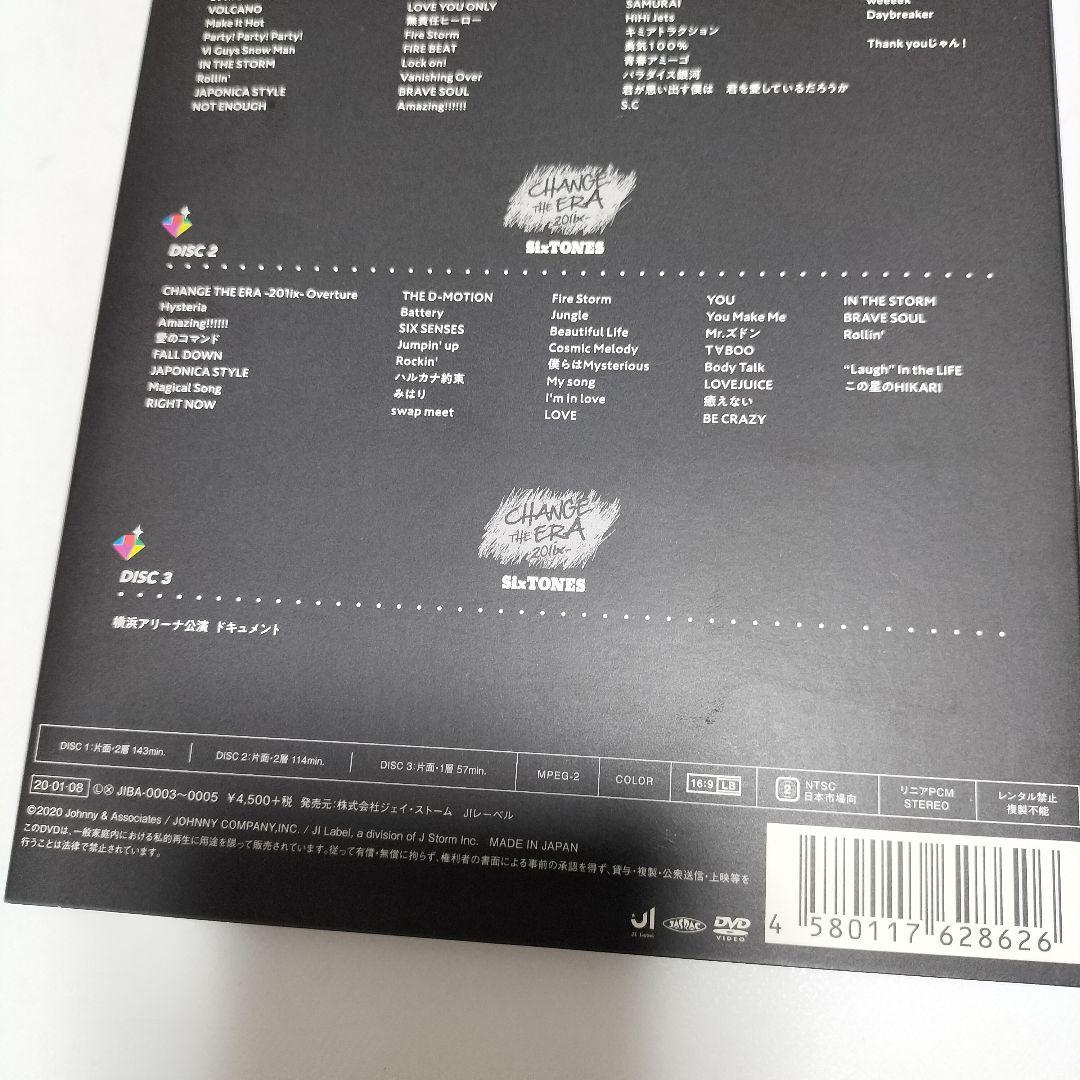 VOLCANO
Make It Hot
Party! Party! Party!
Vi Guys Snow Man
IN THE STORM
Rollin'
JAPONICA STYLE
NOT ENOUGH
LOVE YOU ONLY
無責任ヒーロー
Fire Storm
FIRE BEAT
Lock on!
Vanishing Over
BRAVE SOUL
Amazing!!!!!!
SAMURAI
HiHi Jets
キミアトラクション
勇気100%
青春アミーゴ
パラダイス銀河
君が思い出す僕は 君を愛しているだろうか
S.C
weeeek
Daybreaker
Thank youじゃん!
CHANGE
THE ERA
-201ix-
SixTONES
DISC 2
CHANGE THE ERA -201ix- Overture
Hysteria
Amazing!!!!!!
愛のコマンド
FALL DOWN
JAPONICA STYLE
Magical Song
RIGHT NOW
THE D-MOTION
Battery
SIX SENSES
Jumpin' up
Rockin'
ハルカナ約束
みはり
swap meet
Fire Storm
Jungle
Beautiful Life
Cosmic Melody
僕らはMysterious
My song
I'm in love
LOVE
YOU
You Make Me
Mr.ズドン
T∀BOO
Body Talk
LOVEJUICE
癒えない
BE CRAZY
IN THE STORM
BRAVE SOUL
Rollin'
"Laugh" in the LIFE
この星のHIKARI
CHANGE
THE ERA
-201ix-
SixTONES
DISC 3
横浜アリーナ公演 ドキュメント
DISC 1:片面・2層 143min.
DISC 2:片面・2層 114min.
DISC 3:片面・1層 57min.
MPEG-2
COLOR
16:9 LB
2
NTSC
日本市場向
リニアPCM
STEREO
レンタル禁止
複製不能
20・01・08 Ⓛ JIBA-0003〜0005 ¥4,500+税 発売元:株式会社ジェイ・ストーム J!レーベル
©2020 Johnny & Associates / JOHNNY COMPANY,INC. / JI Label, a division of J Storm Inc. MADE IN JAPAN
このDVDは、一般家庭内における私的再生に用途を限って販売されています。従って有償・無償に拘らず、権利者の書面による事前の承認を得ず、貸与・複製・公衆送信・上映等を
行うことは法律で禁止されています。
JI Label
JASRAC
DVD
VIDEO
4 580117 628626